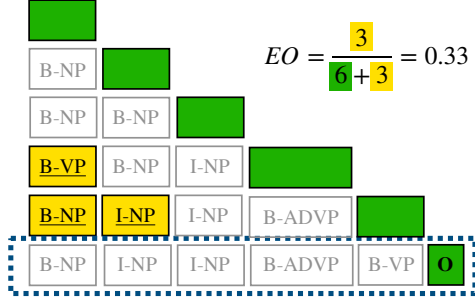 EO = 3 / 6 + 3 = 0.33
B-NP
B-NP B-NP
B-VP B-NP I-NP
B-NP I-NP I-NP B-ADVP
B-NP I-NP I-NP B-ADVP B-VP O